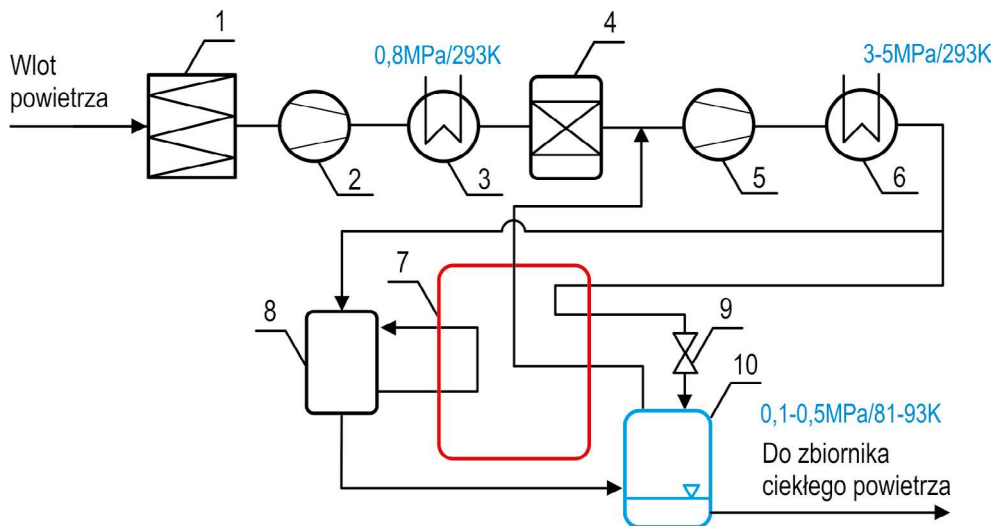 1
Wlot
powietrza
2
0,8MPa/293K
3
4
5
3-5MPa/293K
6
7
8
9
10
0,1-0,5MPa/81-93K
Do zbiornika
ciekłego powietrza